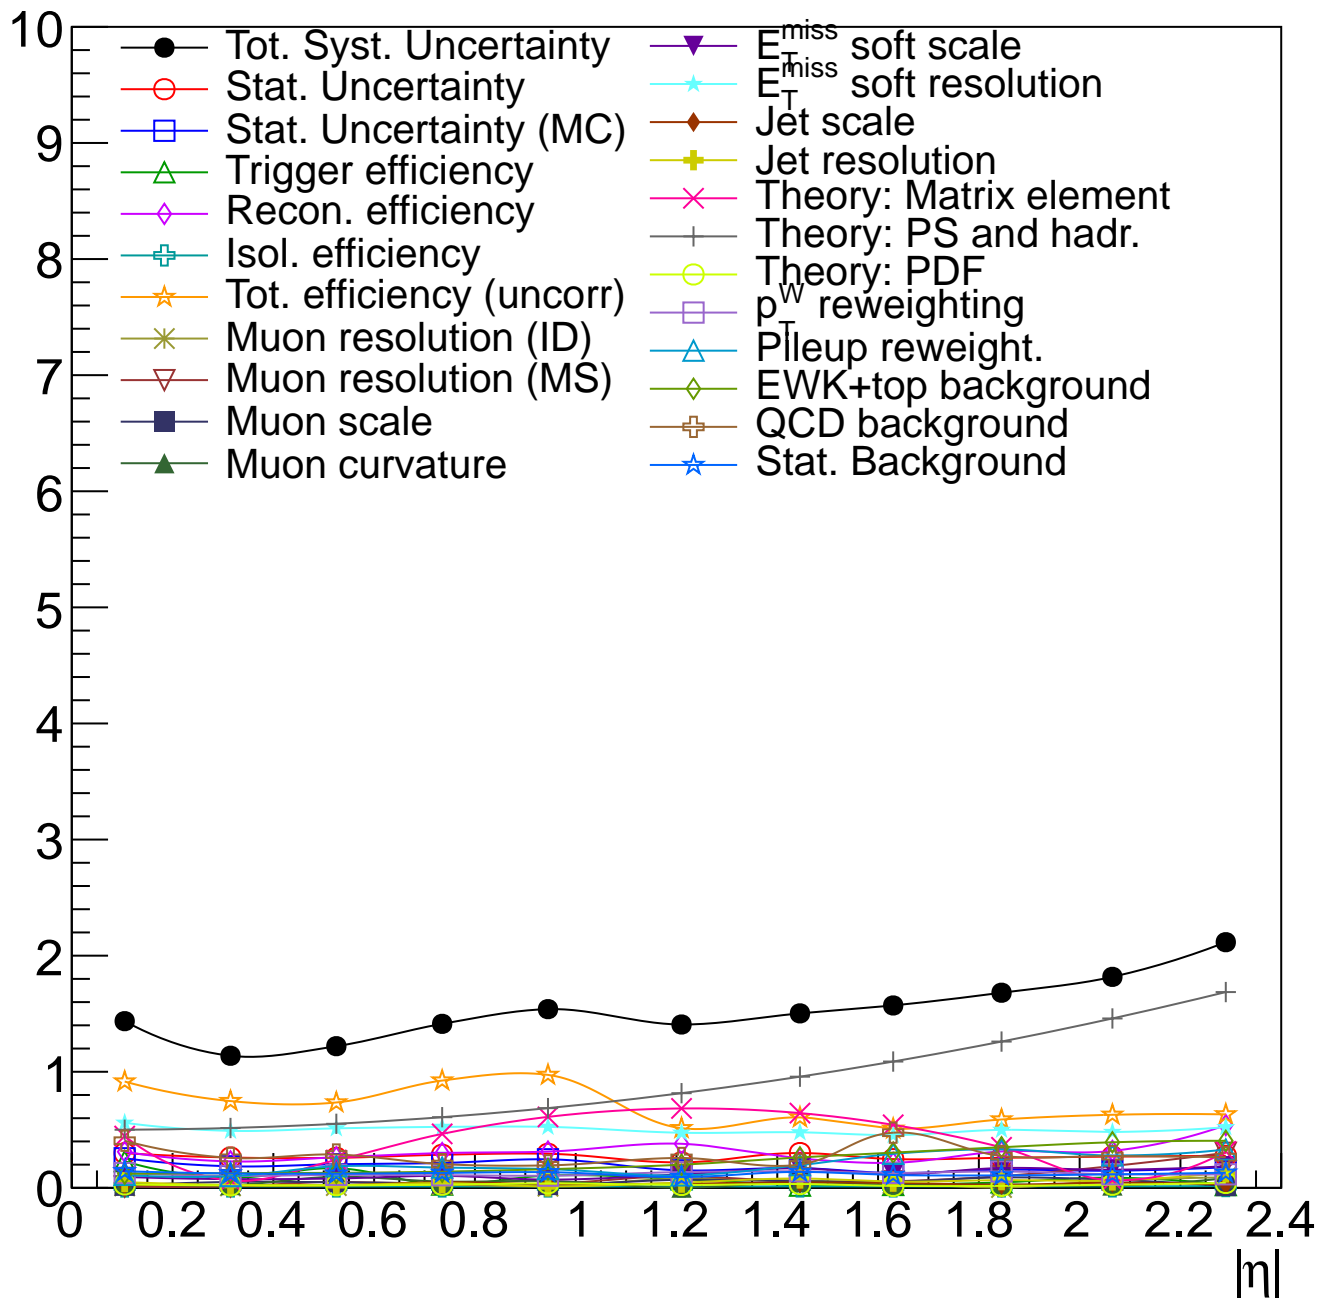 10
9
8
7
6
5
4
3
2
1
0
Tot. Syst. Uncertainty
Stat. Uncertainty
Stat. Uncertainty (MC)
Trigger efficiency
Recon. efficiency
Isol. efficiency
Tot. efficiency (uncorr)
Muon resolution (ID)
Muon resolution (MS)
Muon scale
Muon curvature
E_T^miss soft scale
E_T^miss soft resolution
Jet scale
Jet resolution
Theory: Matrix element
Theory: PS and hadr.
Theory: PDF
p_T^W reweighting
Pileup reweight.
EWK+top background
QCD background
Stat. Background
0 0.2 0.4 0.6 0.8 1 1.2 1.4 1.6 1.8 2 2.2 2.4
|η|